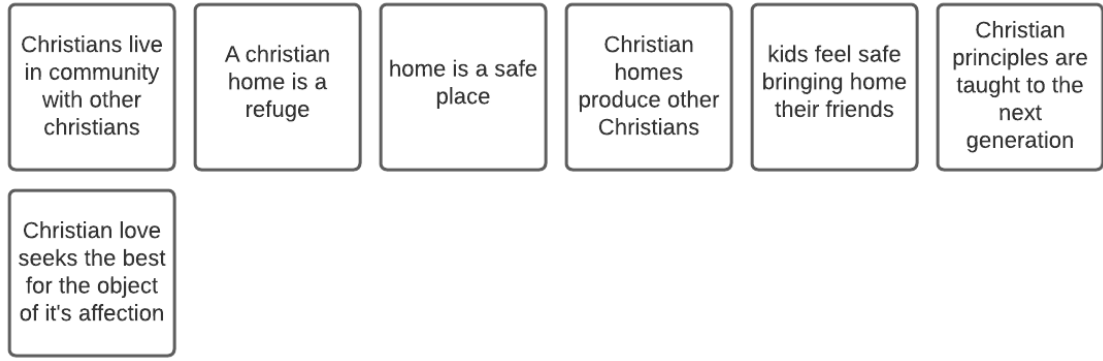 Christians live
in community
with other
christians
A christian
home is a
refuge
home is a safe
place
Christian
homes
produce other
Christians
kids feel safe
bringing home
their friends
Christian
principles are
taught to the
next
generation
Christian love
seeks the best
for the object
of it's affection